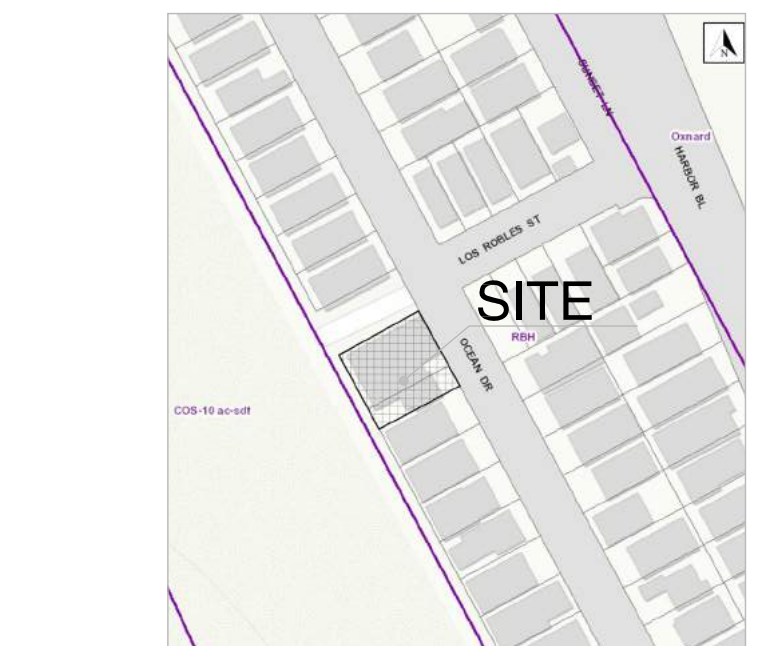 N
SUNSET LN
Oxnard
HARBOR BL
LOS ROBLES ST
SITE
RBH
OCEAN DR
COS-10 ac-sdf